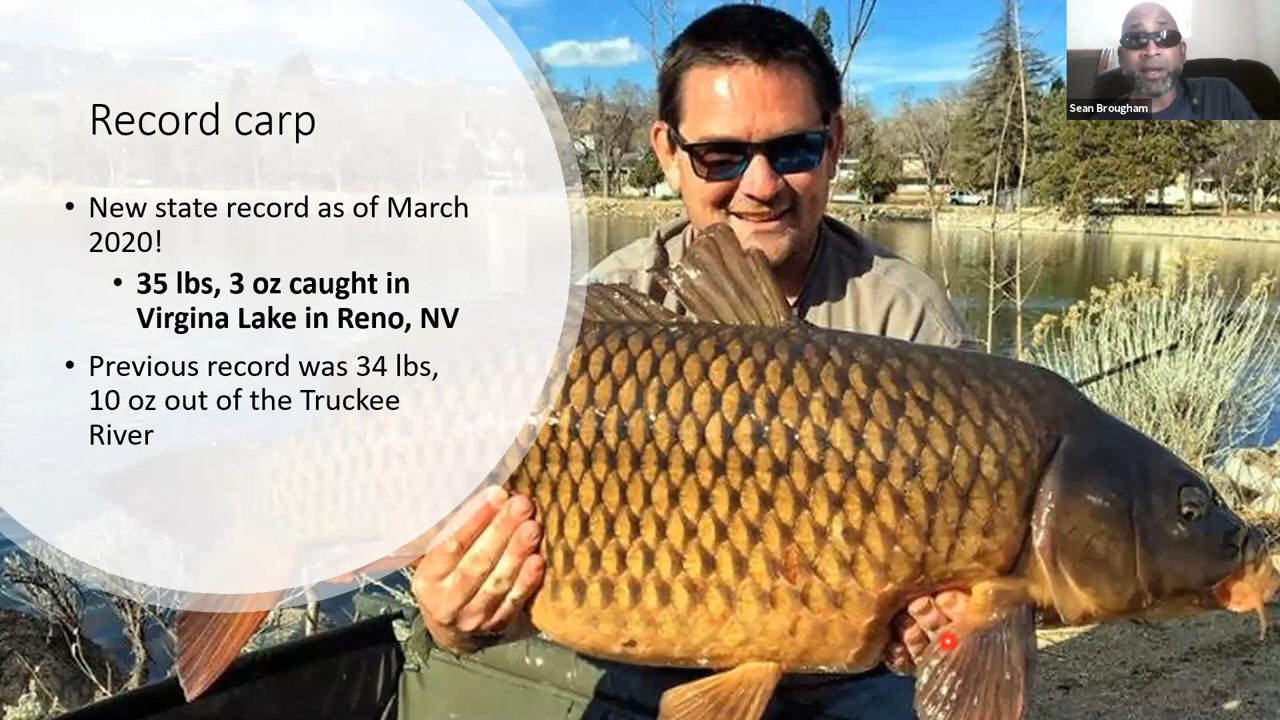 Sean Brougham
Record carp
• New state record as of March
2020!
• 35 lbs, 3 oz caught in
Virgina Lake in Reno, NV
• Previous record was 34 lbs,
10 oz out of the Truckee
River